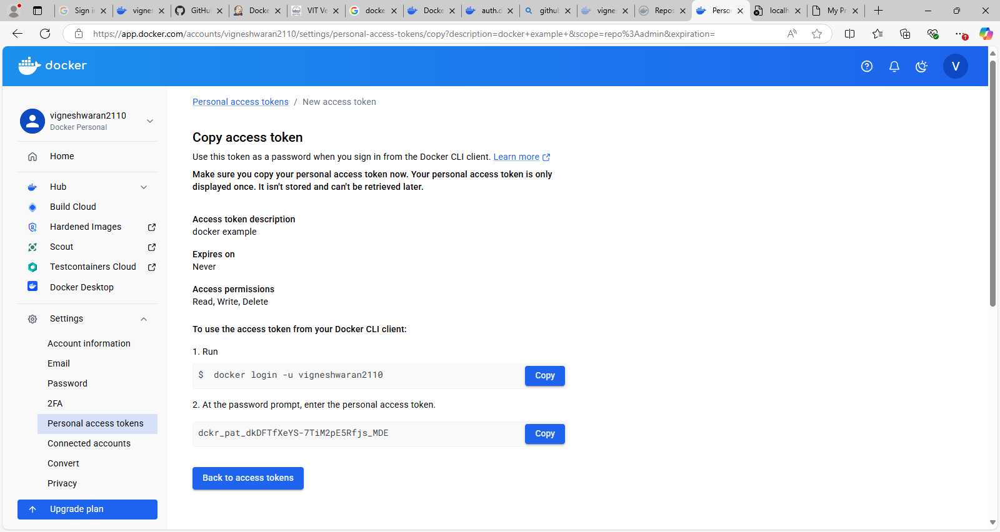 Sign i
vignes
GitHu
Docke
VIT Ve
docke
Docke
auth.d
github
vignes
Repos
Perso
localh
My Pr
https://app.docker.com/accounts/vigneshwaran2110/settings/personal-access-tokens/copy?description=docker+example+&scope=repo%3Aadmin&expiration=
docker
V
vigneshwaran2110
Docker Personal
Home
Hub
Build Cloud
Hardened Images
Scout
Testcontainers Cloud
Docker Desktop
Settings
Account information
Email
Password
2FA
Personal access tokens
Connected accounts
Convert
Privacy
Upgrade plan
Personal access tokens / New access token
Copy access token
Use this token as a password when you sign in from the Docker CLI client. Learn more
Make sure you copy your personal access token now. Your personal access token is only
displayed once. It isn't stored and can't be retrieved later.
Access token description
docker example
Expires on
Never
Access permissions
Read, Write, Delete
To use the access token from your Docker CLI client:
1. Run
$ docker login -u vigneshwaran2110
Copy
2. At the password prompt, enter the personal access token.
dckr_pat_dkDFTfXeYS-7TiM2pE5Rfjs_MDE
Copy
Back to access tokens